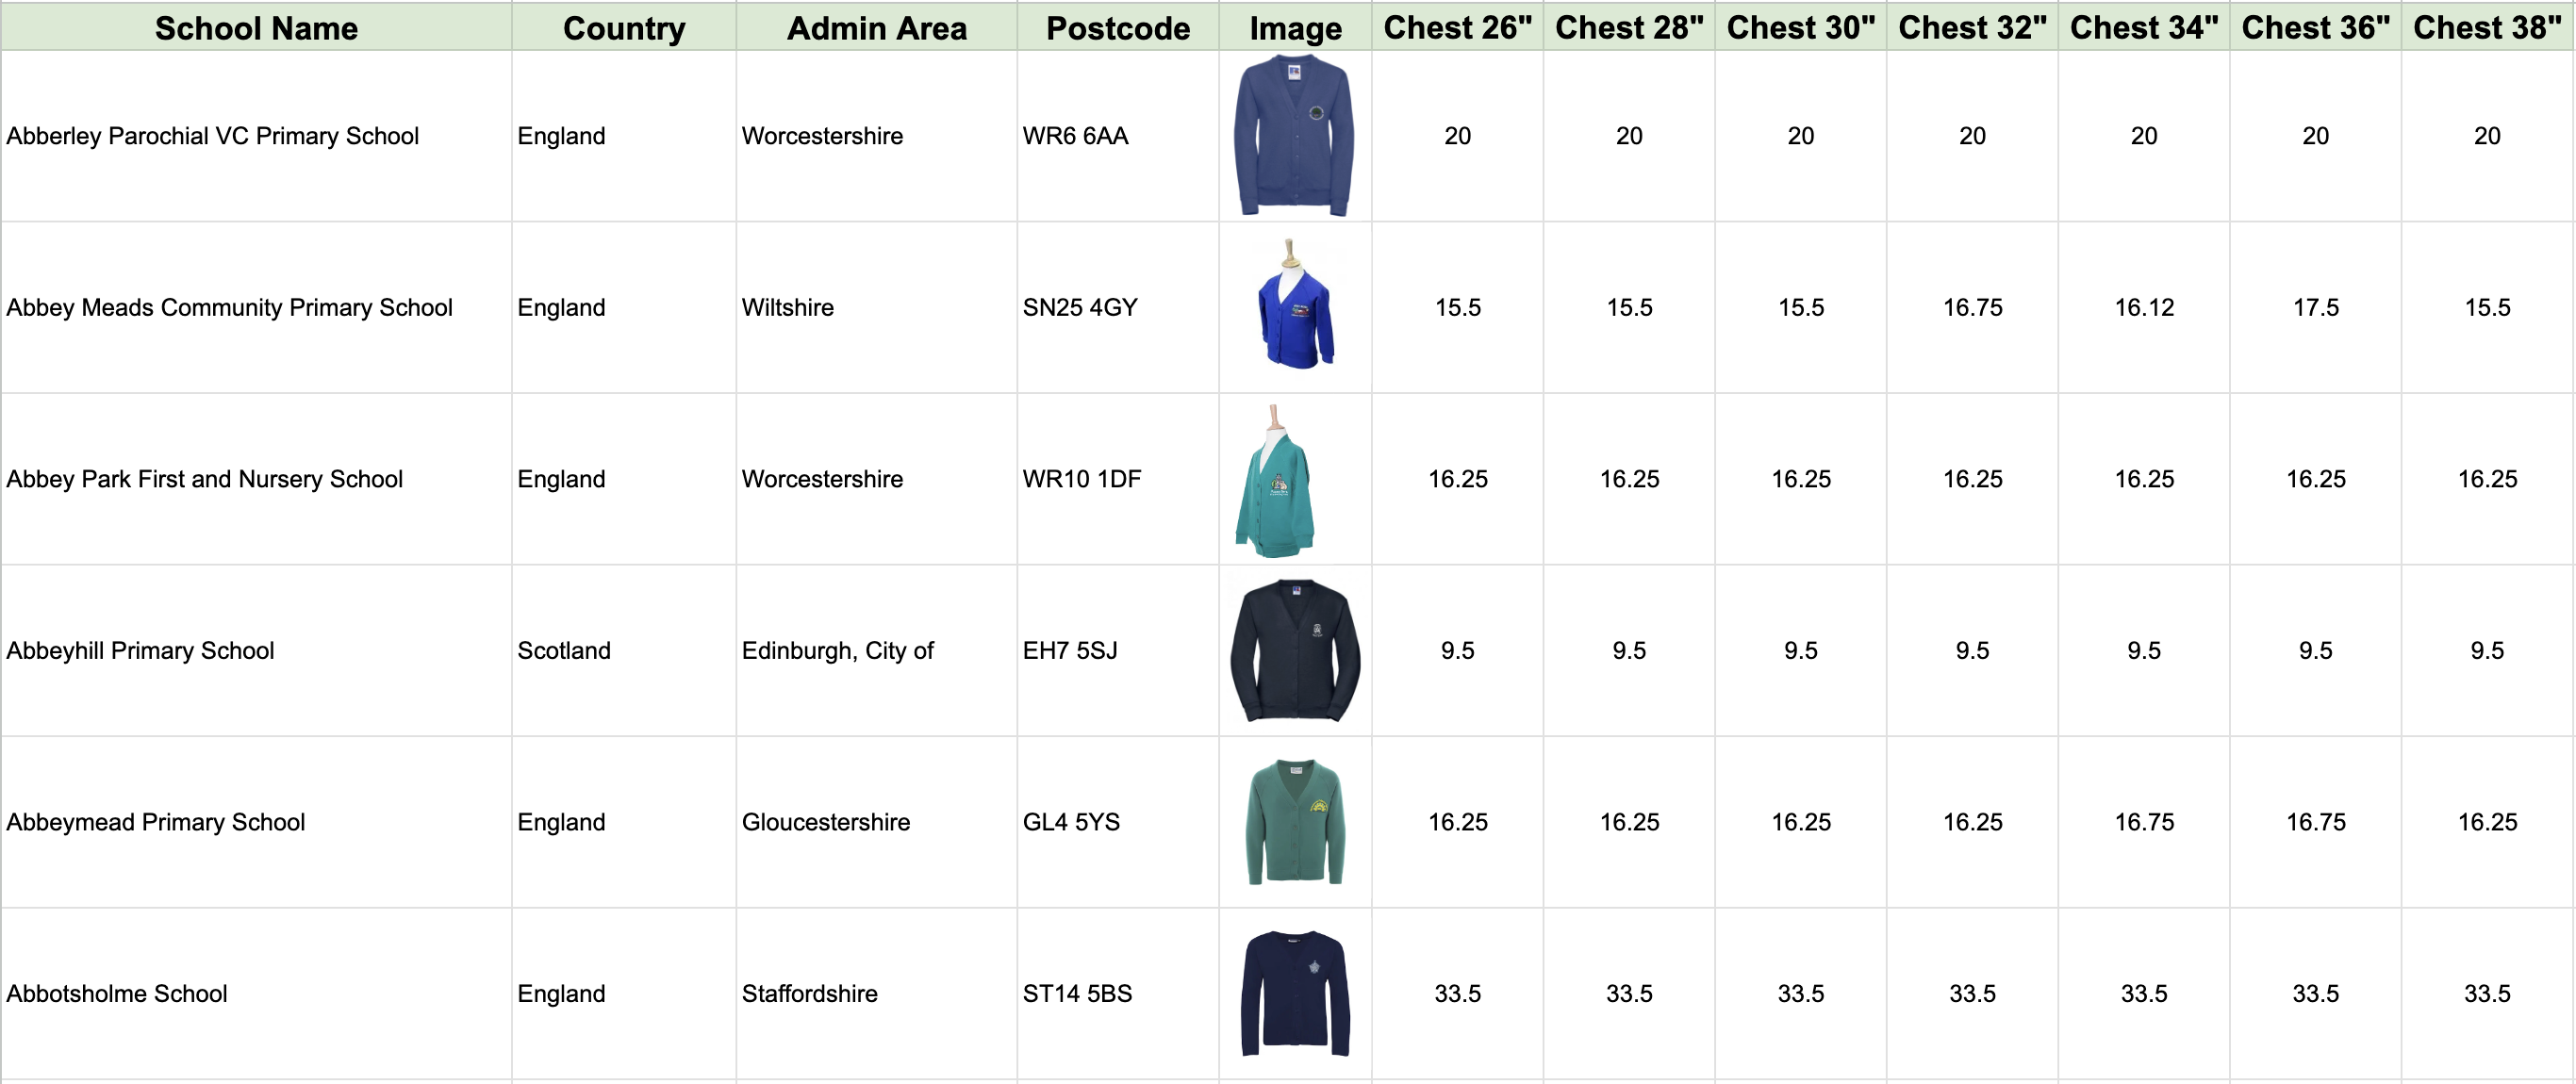 School Name Country Admin Area Postcode Image Chest 26" Chest 28" Chest 30" Chest 32" Chest 34" Chest 36" Chest 38"
Abberley Parochial VC Primary School England Worcestershire WR6 6AA 20 20 20 20 20 20 20
Abbey Meads Community Primary School England Wiltshire SN25 4GY 15.5 15.5 15.5 16.75 16.12 17.5 15.5
Abbey Park First and Nursery School England Worcestershire WR10 1DF 16.25 16.25 16.25 16.25 16.25 16.25 16.25
Abbeyhill Primary School Scotland Edinburgh, City of EH7 5SJ 9.5 9.5 9.5 9.5 9.5 9.5 9.5
Abbeymead Primary School England Gloucestershire GL4 5YS 16.25 16.25 16.25 16.25 16.75 16.75 16.25
Abbotsholme School England Staffordshire ST14 5BS 33.5 33.5 33.5 33.5 33.5 33.5 33.5